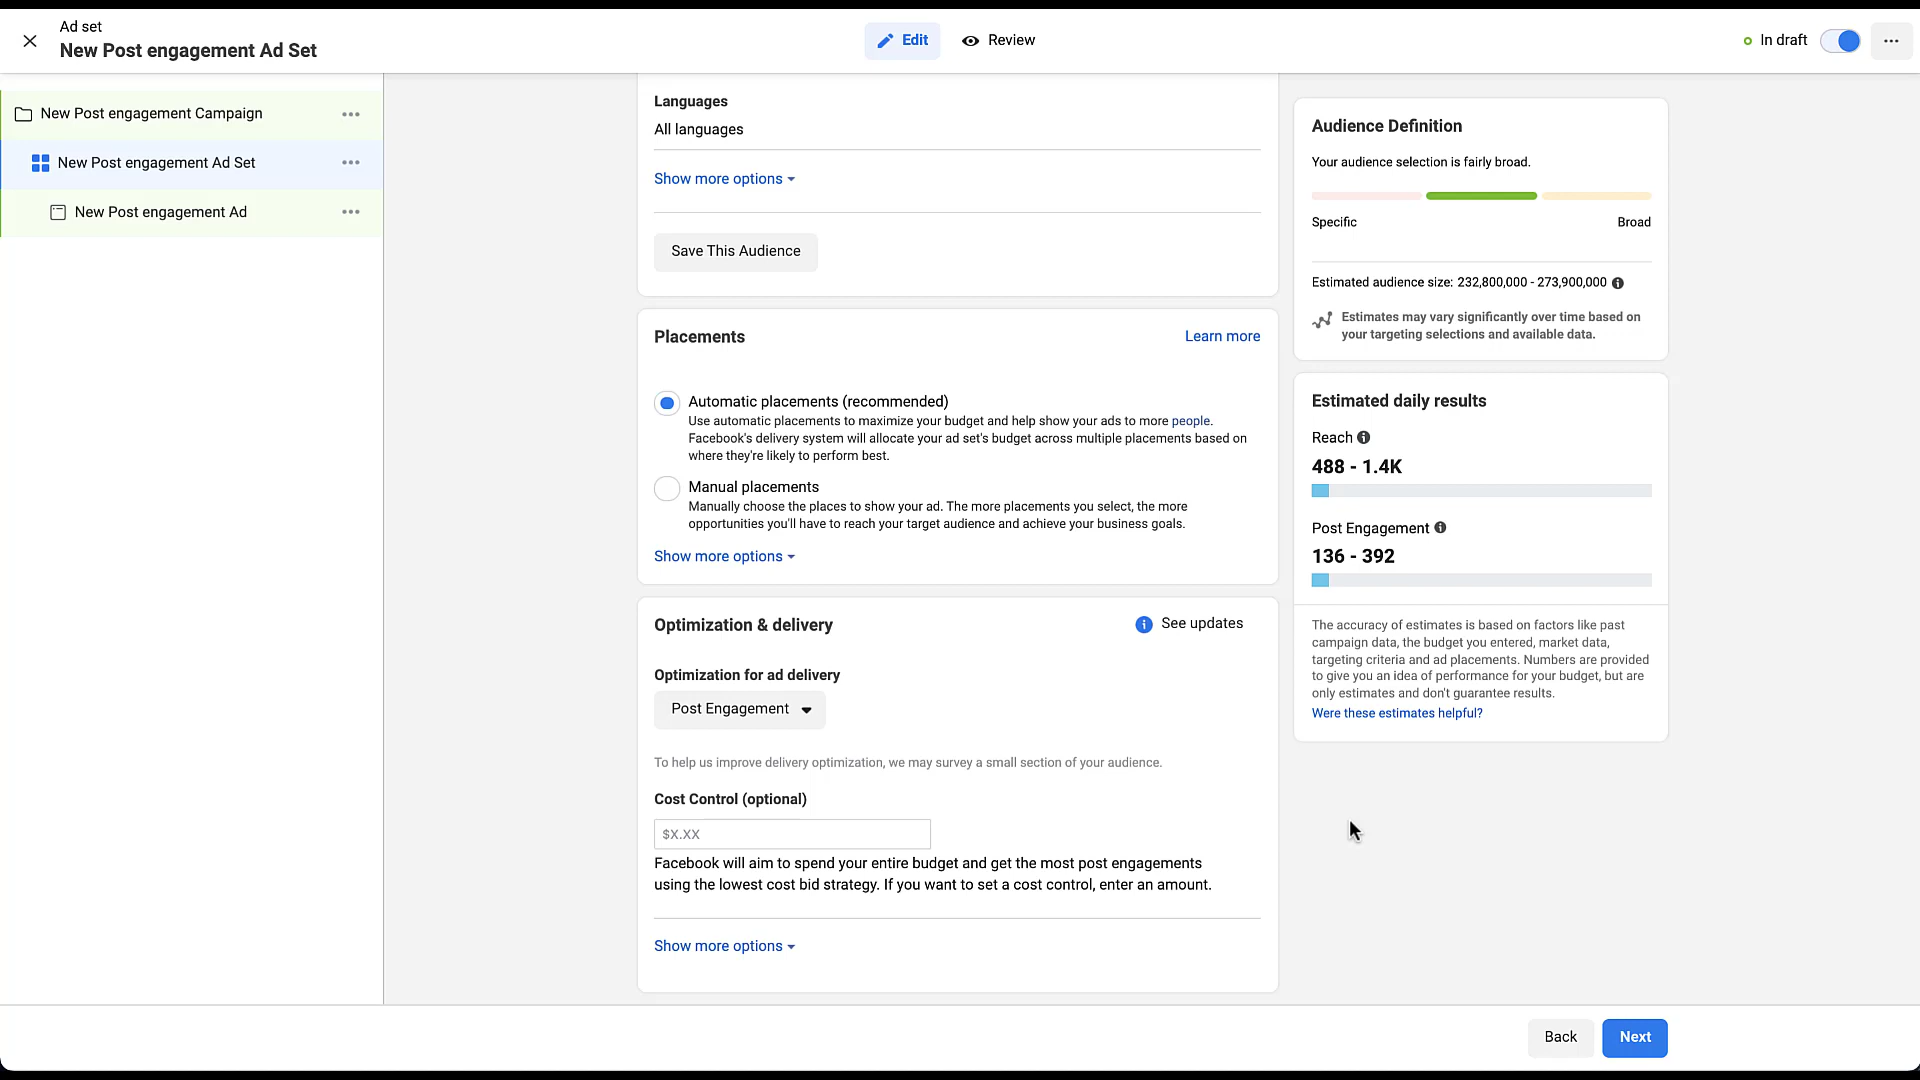 Ad set
New Post engagement Ad Set
Edit
Review
In draft
New Post engagement Campaign
New Post engagement Ad Set
New Post engagement Ad
Languages
All languages
Show more options
Save This Audience
Placements
Learn more
Automatic placements (recommended)
Use automatic placements to maximize your budget and help show your ads to more people.
Facebook's delivery system will allocate your ad set's budget across multiple placements based on
where they're likely to perform best.
Manual placements
Manually choose the places to show your ad. The more placements you select, the more
opportunities you'll have to reach your target audience and achieve your business goals.
Show more options
Optimization & delivery
See updates
Optimization for ad delivery
Post Engagement
To help us improve delivery optimization, we may survey a small section of your audience.
Cost Control (optional)
$X.XX
Facebook will aim to spend your entire budget and get the most post engagements
using the lowest cost bid strategy. If you want to set a cost control, enter an amount.
Show more options
Audience Definition
Your audience selection is fairly broad.
Specific
Broad
Estimated audience size: 232,800,000 - 273,900,000
Estimates may vary significantly over time based on
your targeting selections and available data.
Estimated daily results
Reach
488 - 1.4K
Post Engagement
136 - 392
The accuracy of estimates is based on factors like past
campaign data, the budget you entered, market data,
targeting criteria and ad placements. Numbers are provided
to give you an idea of performance for your budget, but are
only estimates and don't guarantee results.
Were these estimates helpful?
Back
Next